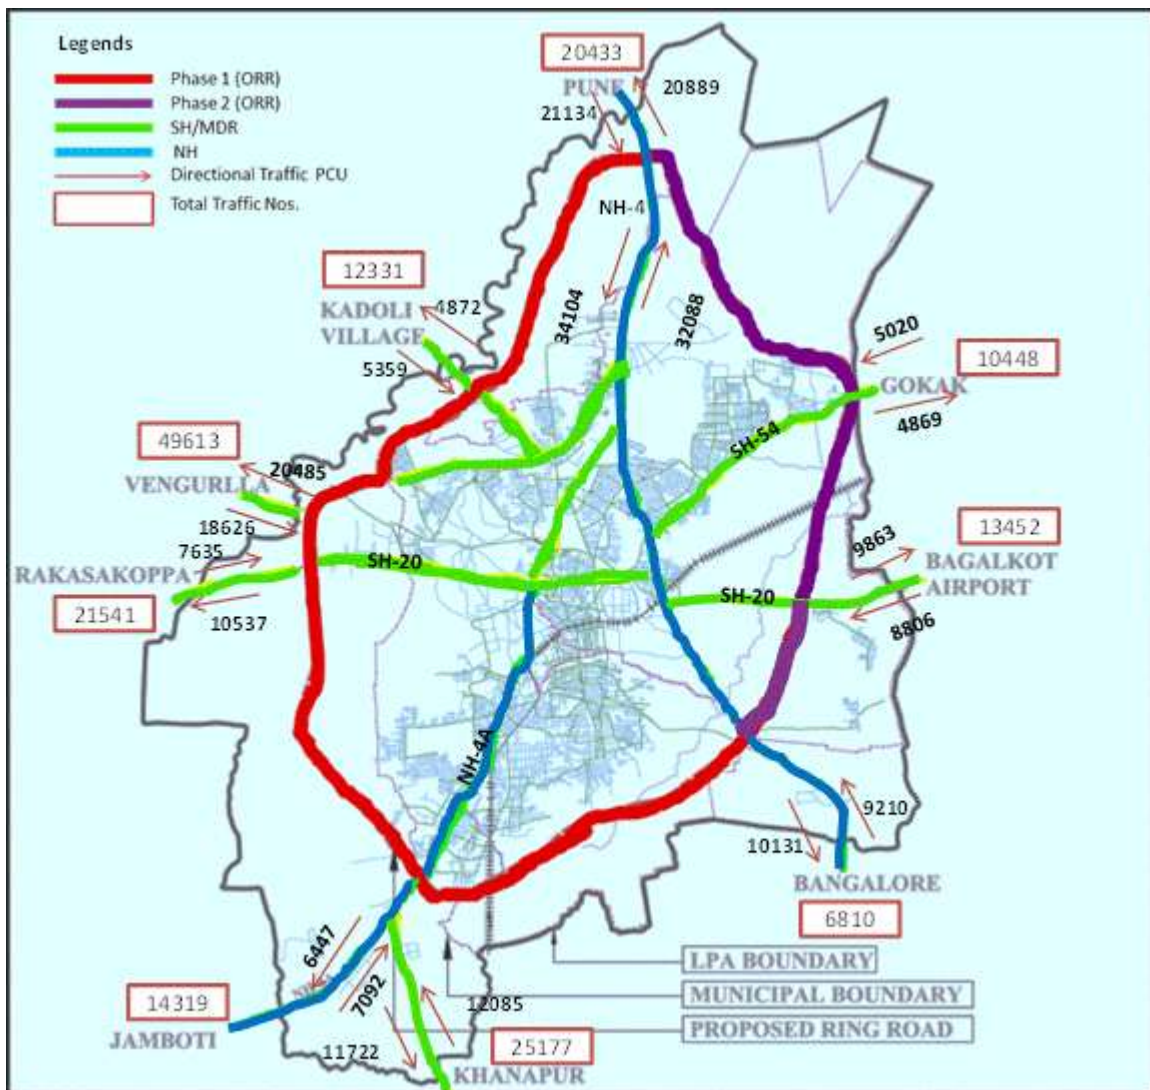 Legends
Phase 1 (ORR)
Phase 2 (ORR)
SH/MDR
NH
Directional Traffic PCU
Total Traffic Nos.
20433
PUNE
20889
21134
NH-4
12331
KADOLI
VILLAGE
4872
5359
34104
32088
5020
10448
GOKAK
4869
SH-54
49613
VENGURLLA
20485
18626
7635
RAKASAKOPPA
21541
10537
SH-20
13452
9863
BAGALKOT
AIRPORT
SH-20
8806
NH-4A
9210
10131
BANGALORE
6810
6447
7092
14319
JAMBOTI
12085
11722
25177
KHANAPUR
LPA BOUNDARY
MUNICIPAL BOUNDARY
PROPOSED RING ROAD